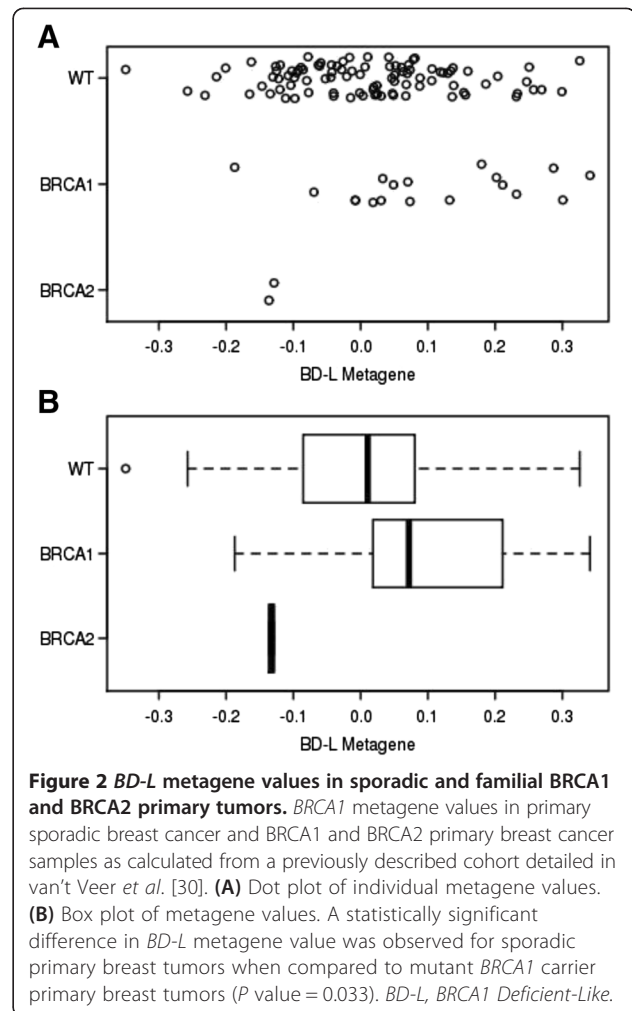 A
WT
BRCA1
BRCA2
-0.3 -0.2 -0.1 0.0 0.1 0.2 0.3
BD-L Metagene
B
WT
BRCA1
BRCA2
-0.3 -0.2 -0.1 0.0 0.1 0.2 0.3
BD-L Metagene
Figure 2 BD-L metagene values in sporadic and familial BRCA1
and BRCA2 primary tumors. BRCA1 metagene values in primary
sporadic breast cancer and BRCA1 and BRCA2 primary breast cancer
samples as calculated from a previously described cohort detailed in
van't Veer et al. [30]. (A) Dot plot of individual metagene values.
(B) Box plot of metagene values. A statistically significant
difference in BD-L metagene value was observed for sporadic
primary breast tumors when compared to mutant BRCA1 carrier
primary breast tumors (P value = 0.033). BD-L, BRCA1 Deficient-Like.